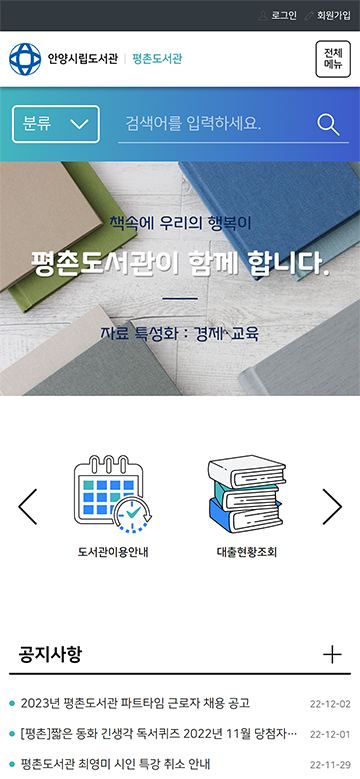 로그인 회원가입
안양시립도서관 평촌도서관
전체
메뉴
분류 검색어를 입력하세요.
책속에 우리의 행복이
평촌도서관이 함께 합니다.
자료 특성화 : 경제·교육
도서관이용안내 대출현황조회
공지사항
2023년 평촌도서관 파트타임 근로자 채용 공고 22-12-02
[평촌]짧은 동화 긴생각 독서퀴즈 2022년 11월 당첨자… 22-12-01
평촌도서관 최영미 시인 특강 취소 안내 22-11-29